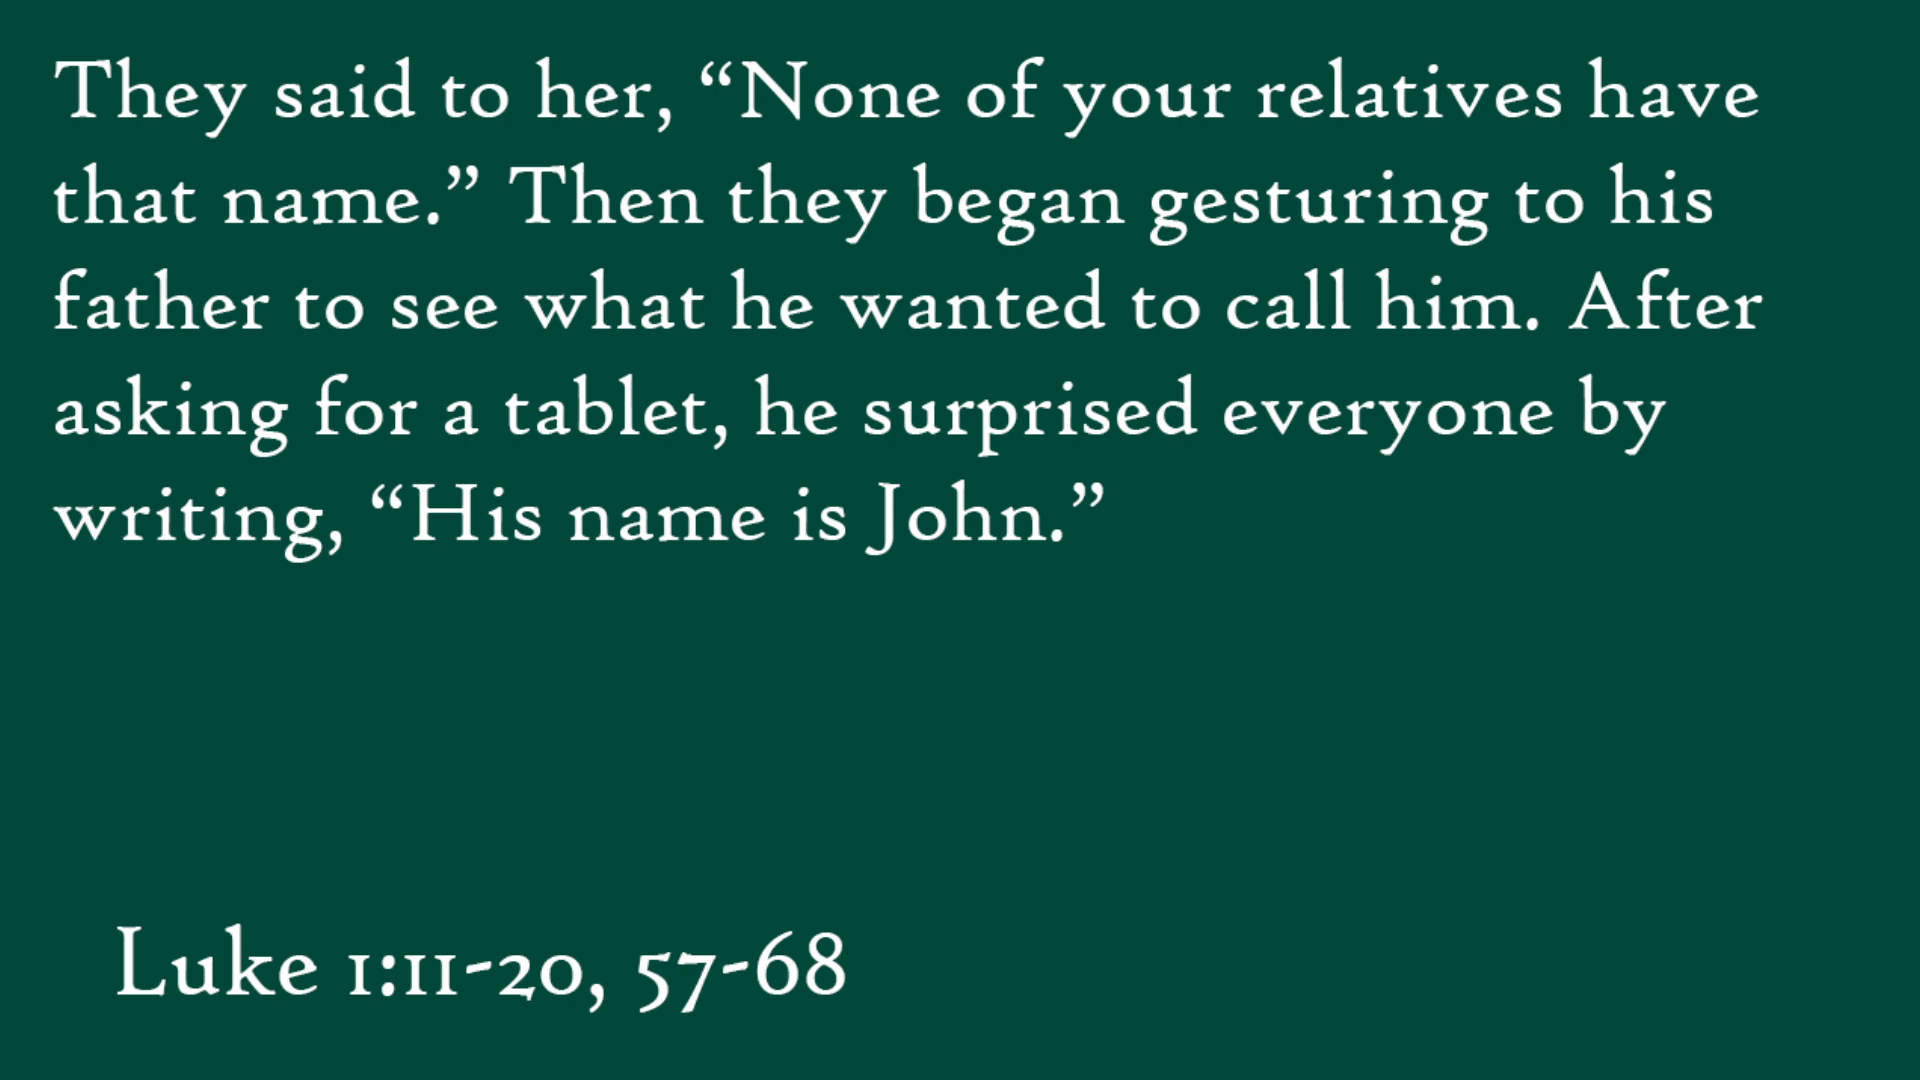 They said to her, “None of your relatives have
that name.” Then they began gesturing to his
father to see what he wanted to call him. After
asking for a tablet, he surprised everyone by
writing, “His name is John.”
Luke 1:11-20, 57-68